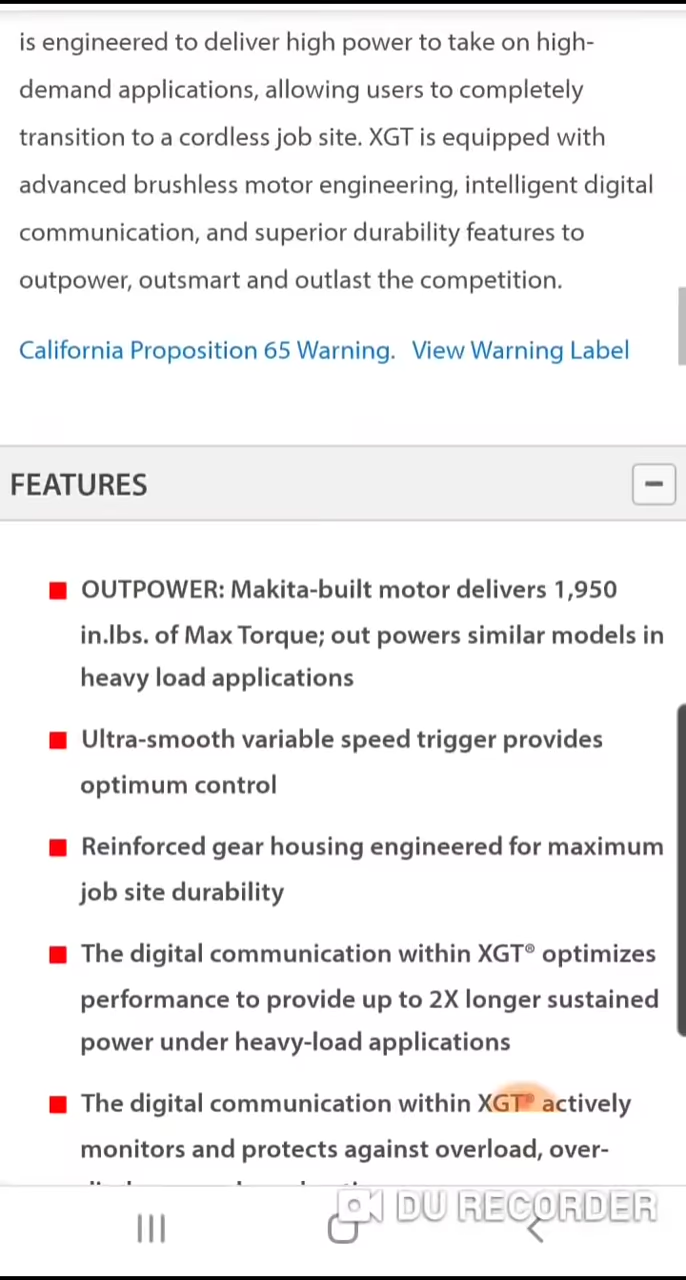 is engineered to deliver high power to take on high-
demand applications, allowing users to completely
transition to a cordless job site. XGT is equipped with
advanced brushless motor engineering, intelligent digital
communication, and superior durability features to
outpower, outsmart and outlast the competition.
California Proposition 65 Warning. View Warning Label
FEATURES
OUTPOWER: Makita-built motor delivers 1,950
in.lbs. of Max Torque; out powers similar models in
heavy load applications
Ultra-smooth variable speed trigger provides
optimum control
Reinforced gear housing engineered for maximum
job site durability
The digital communication within XGT® optimizes
performance to provide up to 2X longer sustained
power under heavy-load applications
The digital communication within XGT® actively
monitors and protects against overload, over-
DU RECORDER